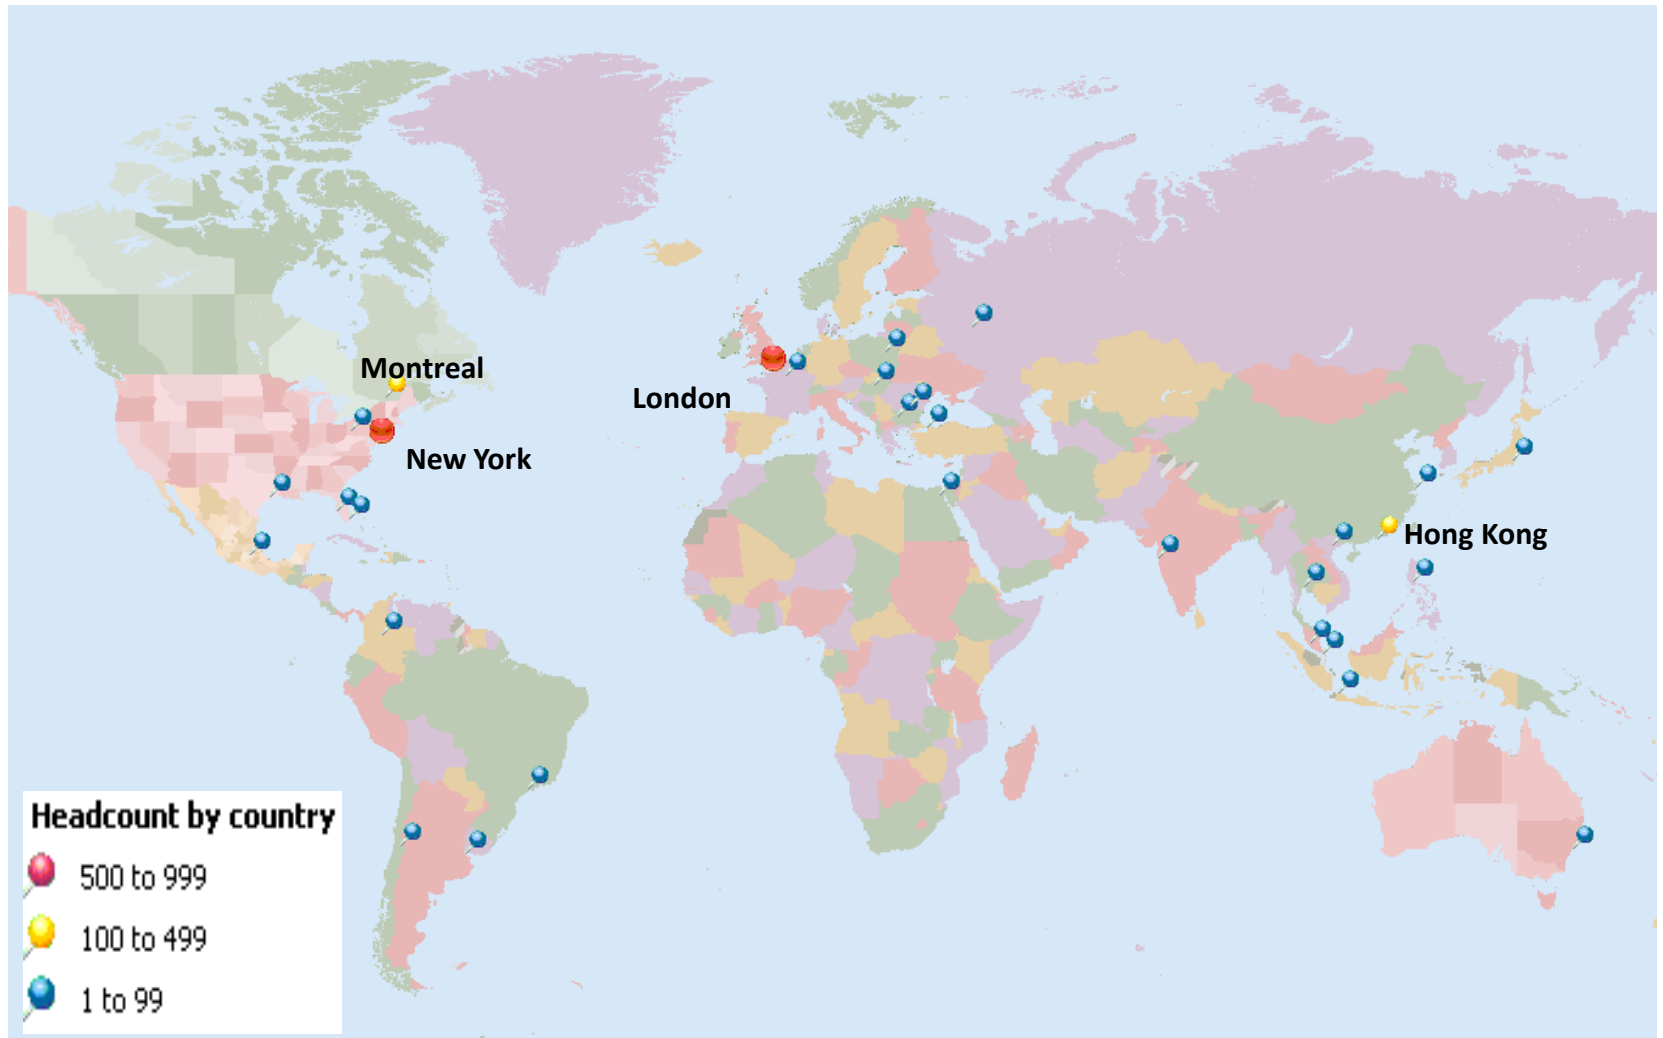 Montreal
London
New York
Hong Kong
Headcount by country
500 to 999
100 to 499
1 to 99